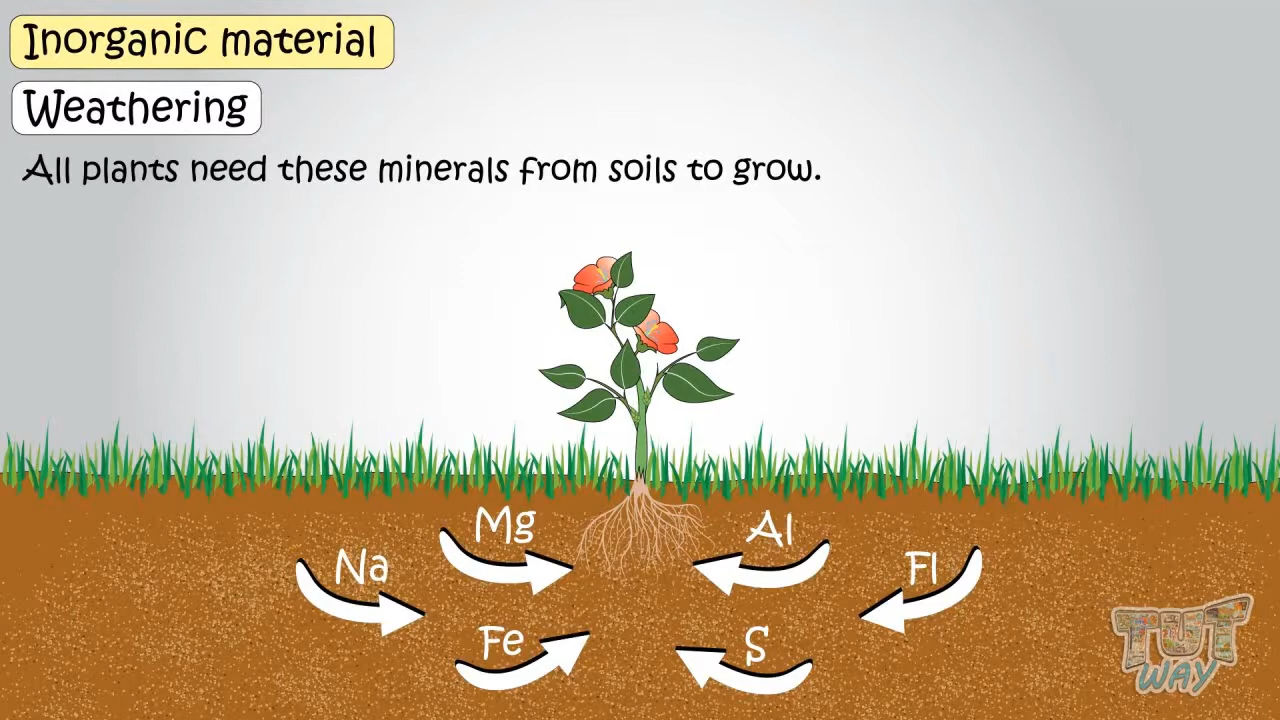 Inorganic material
Weathering
All plants need these minerals from soils to grow.
Mg
Al
Na
Fl
Fe
S
TUT
WAY